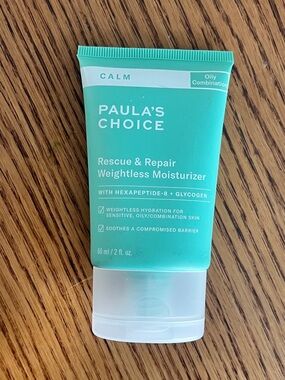 CALM
Oily
Combination
PAULA'S
CHOICE
Rescue & Repair
Weightless Moisturizer
WITH HEXAPEPTIDE-8 + GLYCOGEN
WEIGHTLESS HYDRATION FOR
SENSITIVE, OILY/COMBINATION SKIN
SOOTHES A COMPROMISED BARRIER
60 ml / 2 fl. oz.